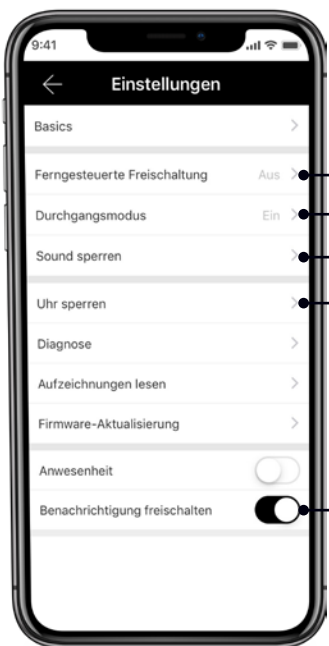 9:41
Einstellungen
Basics
Ferngesteuerte Freischaltung Aus
Durchgangsmodus Ein
Sound sperren
Uhr sperren
Diagnose
Aufzeichnungen lesen
Firmware-Aktualisierung
Anwesenheit
Benachrichtigung freischalten